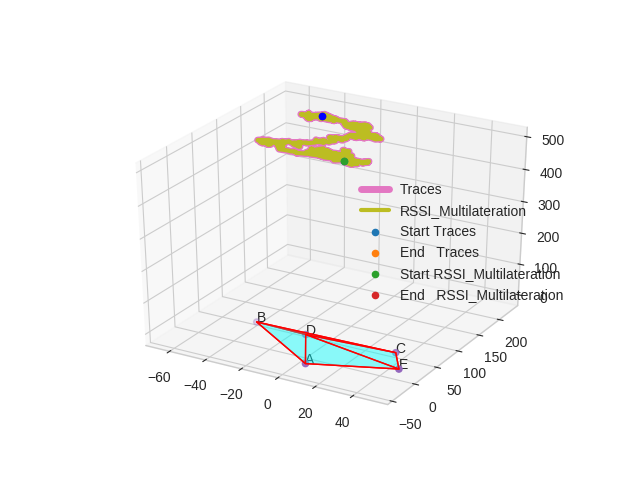 500
400
300
200
100
0
Traces
RSSI_Multilateration
Start Traces
End   Traces
Start RSSI_Multilateration
End   RSSI_Multilateration
B
D
C
A
E
−60
−40
−20
0
20
40
−50
0
50
100
150
200